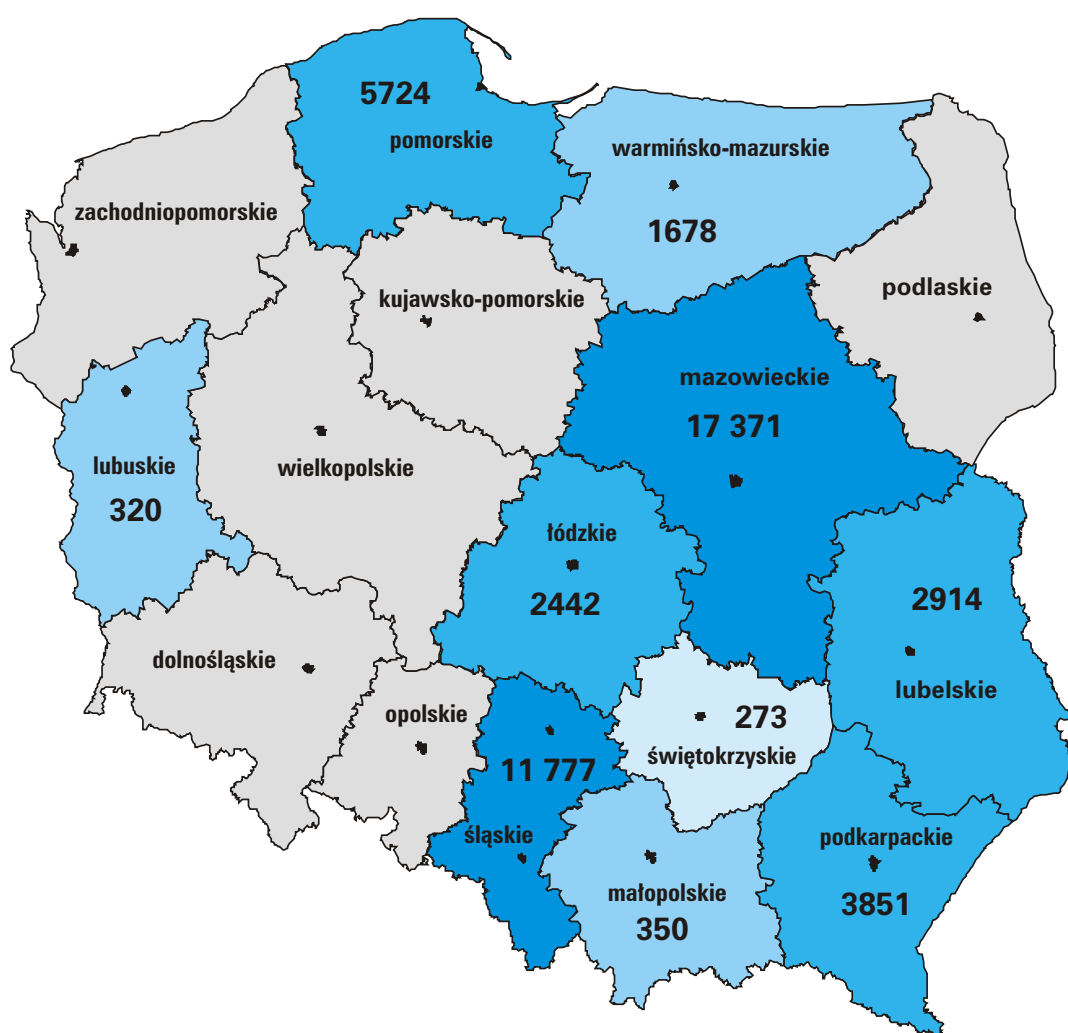 5724
pomorskie
warmińsko-mazurskie
1678
zachodniopomorskie
kujawsko-pomorskie
podlaskie
mazowieckie
17 371
lubuskie
320
wielkopolskie
łódzkie
2442
2914
lubelskie
dolnośląskie
opolskie
273
świętokrzyskie
11 777
śląskie
małopolskie
350
podkarpackie
3851